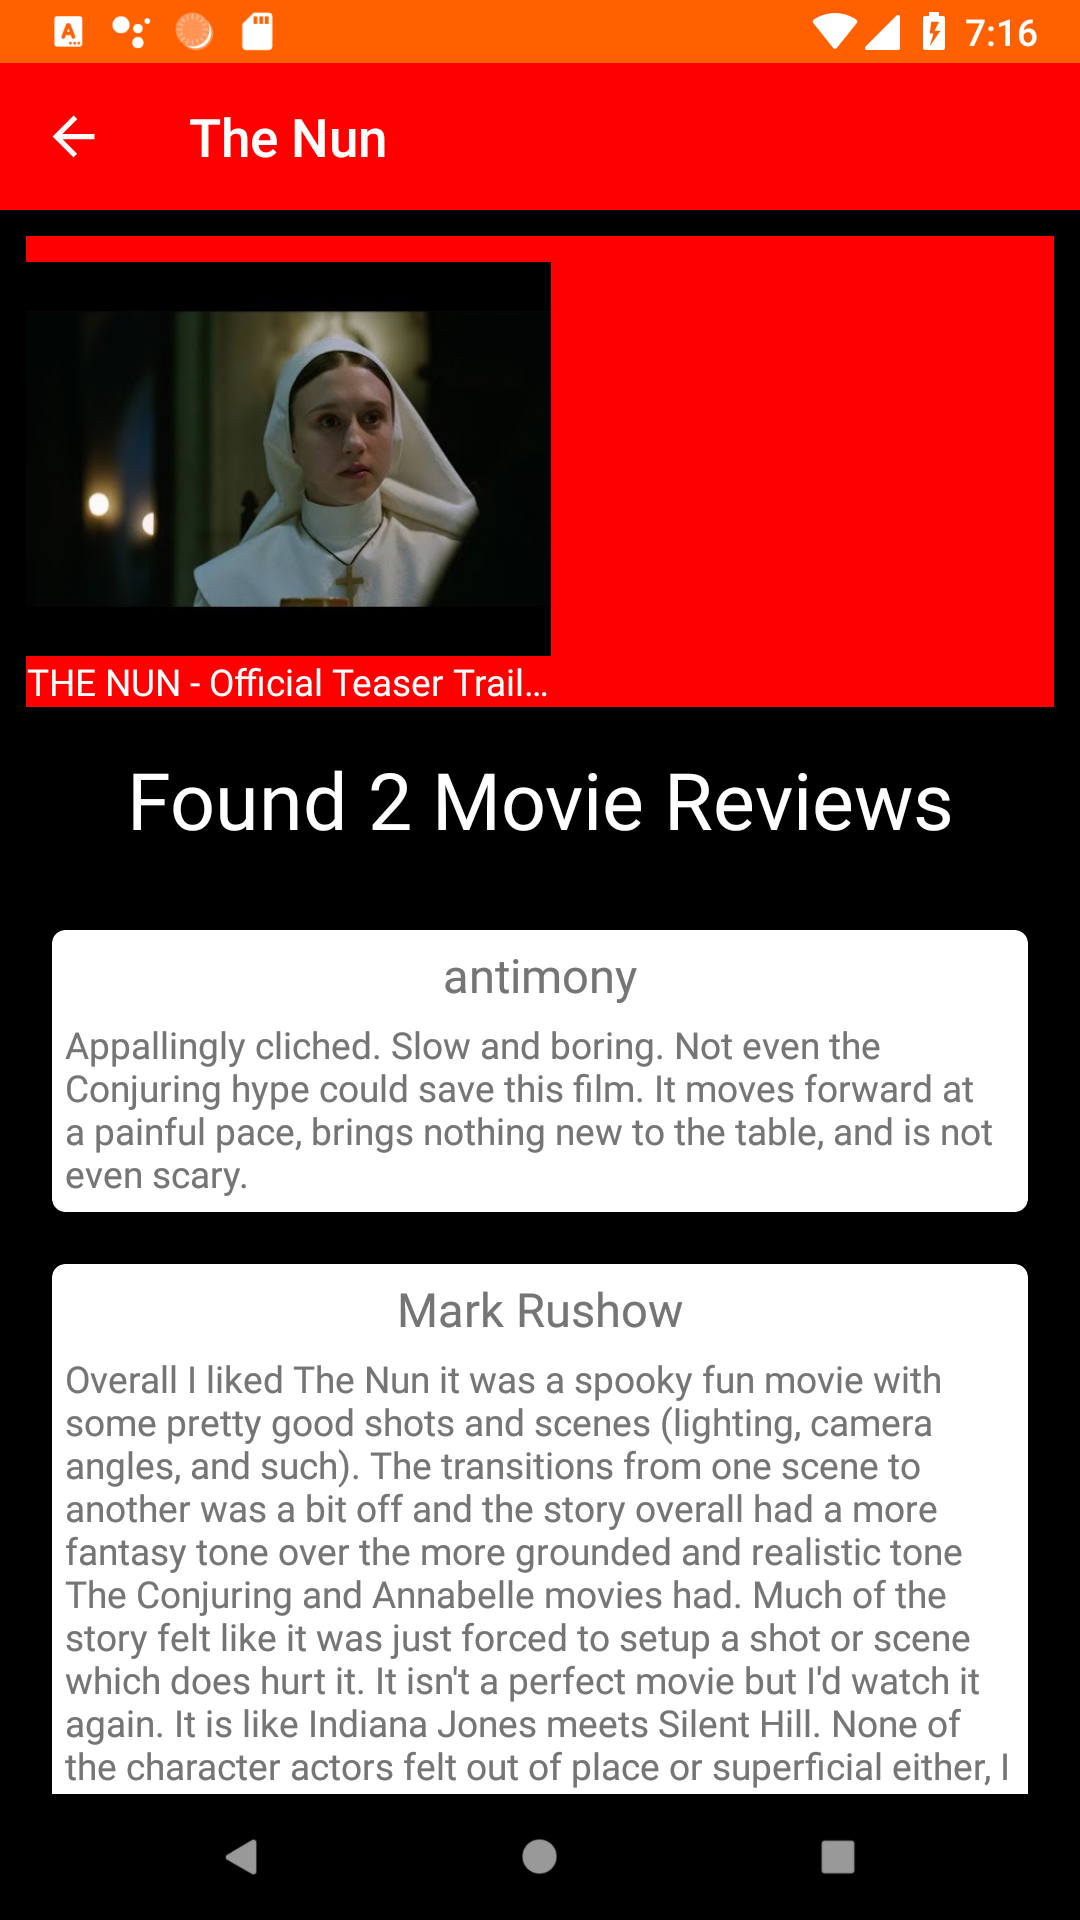 7:16
The Nun
THE NUN - Official Teaser Trail...
Found 2 Movie Reviews
antimony
Appallingly cliched. Slow and boring. Not even the
Conjuring hype could save this film. It moves forward at
a painful pace, brings nothing new to the table, and is not
even scary.
Mark Rushow
Overall I liked The Nun it was a spooky fun movie with
some pretty good shots and scenes (lighting, camera
angles, and such). The transitions from one scene to
another was a bit off and the story overall had a more
fantasy tone over the more grounded and realistic tone
The Conjuring and Annabelle movies had. Much of the
story felt like it was just forced to setup a shot or scene
which does hurt it. It isn't a perfect movie but I'd watch it
again. It is like Indiana Jones meets Silent Hill. None of
the character actors felt out of place or superficial either, I